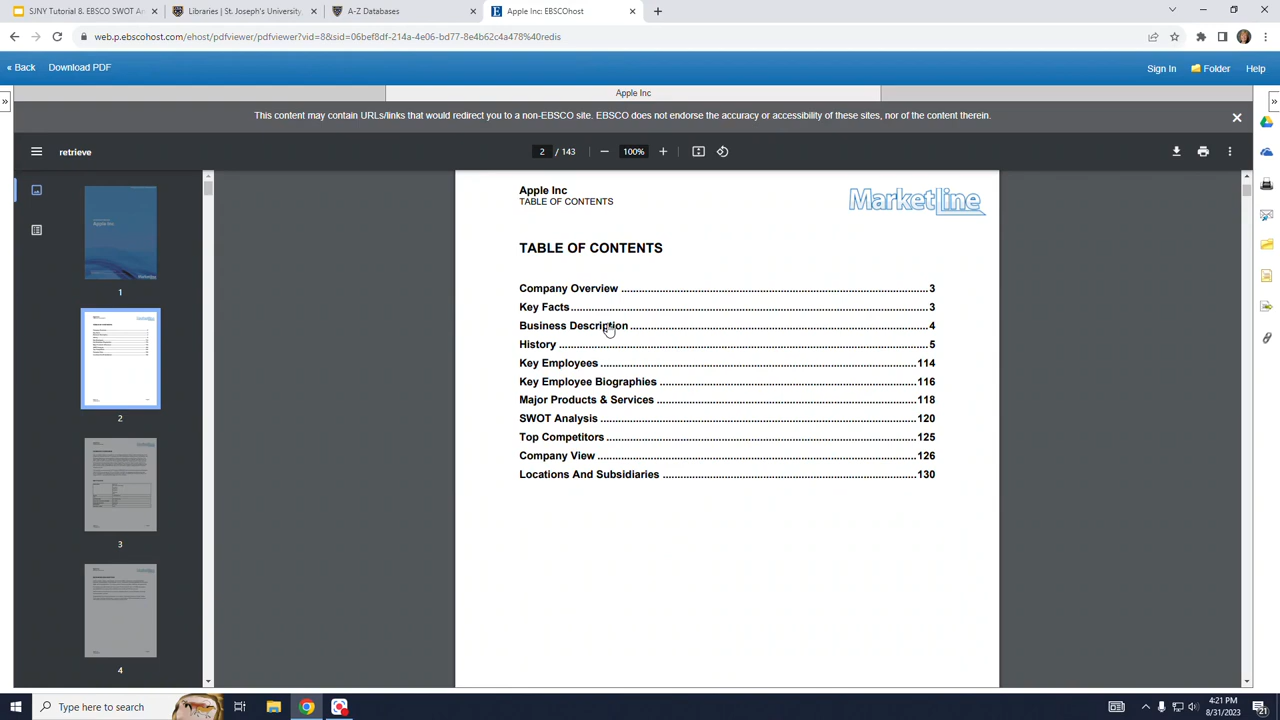 SJNY Tutorial 8. EBSCO SWOT A
Libraries | St. Joseph's University,
A-Z Databases
Apple Inc: EBSCOhost
web.p.ebscohost.com/ehost/pdfviewer/pdfviewer?vid=8&sid=06bef8df-214a-4e06-bd77-8e4b62c4a478%40redis
« Back Download PDF Sign In Folder Help
Apple Inc
This content may contain URLs/links that would redirect you to a non-EBSCO site. EBSCO does not endorse the accuracy or accessibility of these sites, nor of the content therein.
retrieve 2 / 143 100%
Apple Inc
TABLE OF CONTENTS
MarketLine
TABLE OF CONTENTS
Company Overview 3
Key Facts 3
Business Description 4
History 5
Key Employees 114
Key Employee Biographies 116
Major Products & Services 118
SWOT Analysis 120
Top Competitors 125
Company View 126
Locations And Subsidiaries 130
Apple Inc
1
2
3
4
Type here to search
4:21 PM
8/31/2023
21